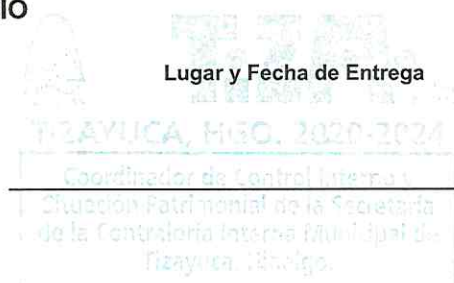 IO
Lugar y Fecha de Entrega
TIZAYUCA, HGO. 2020-2024
Coordinador de Control Interno y
Situación Patrimonial de la Secretaría
de la Contraloría Interna Municipal de
Tizayuca, Hidalgo.